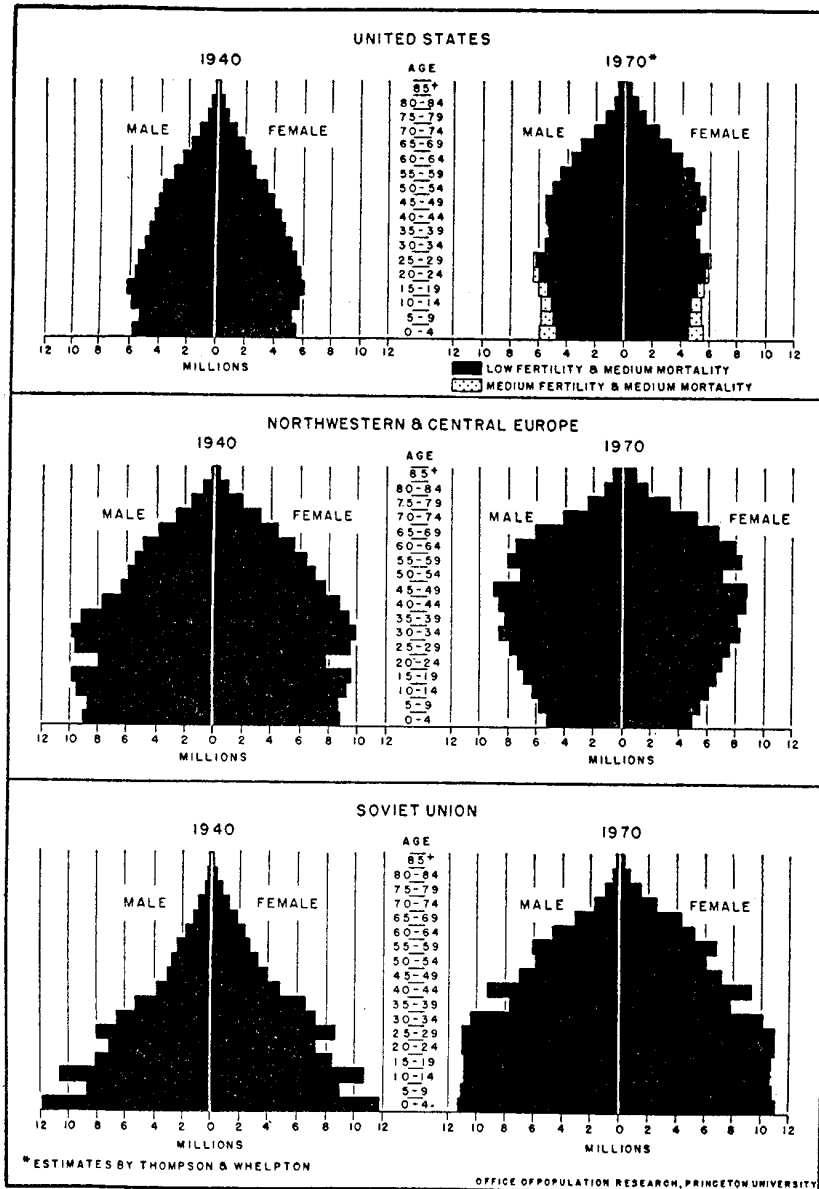 UNITED STATES
1940
AGE
1970*
MALE
FEMALE
MALE
FEMALE
85+
80-84
75-79
70-74
65-69
60-64
55-59
50-54
45-49
40-44
35-39
30-34
25-29
20-24
15-19
10-14
5-9
0-4
12 10 8 6 4 2 0 2 4 6 8 10 12
12 10 8 6 4 2 0 2 4 6 8 10 12
MILLIONS
LOW FERTILITY & MEDIUM MORTALITY
MEDIUM FERTILITY & MEDIUM MORTALITY
NORTHWESTERN & CENTRAL EUROPE
1940
AGE
1970
MALE
FEMALE
MALE
FEMALE
85+
80-84
75-79
70-74
65-69
60-64
55-59
50-54
45-49
40-44
35-39
30-34
25-29
20-24
15-19
10-14
5-9
0-4
12 10 8 6 4 2 0 2 4 6 8 10 12
12 10 8 6 4 2 0 2 4 6 8 10 12
MILLIONS
MILLIONS
SOVIET UNION
1940
AGE
1970
MALE
FEMALE
MALE
FEMALE
85+
80-84
75-79
70-74
65-69
60-64
55-59
50-54
45-49
40-44
35-39
30-34
25-29
20-24
15-19
10-14
5-9
0-4
12 10 8 6 4 2 0 2 4 6 8 10 12
12 10 8 6 4 2 0 2 4 6 8 10 12
MILLIONS
MILLIONS
*ESTIMATES BY THOMPSON & WHELPTON
OFFICE OF POPULATION RESEARCH, PRINCETON UNIVERSITY